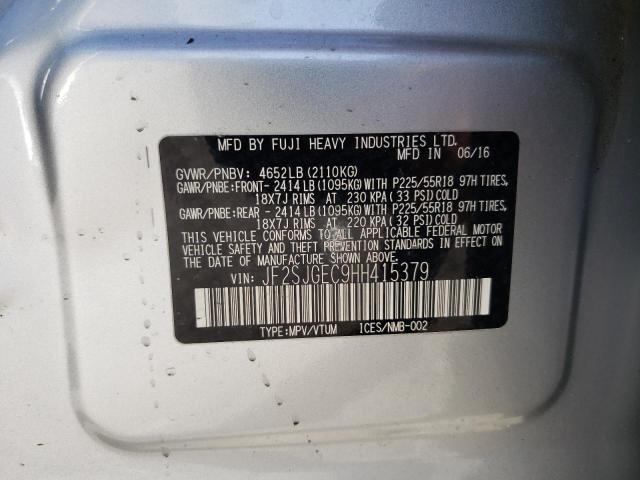 MFD BY FUJI HEAVY INDUSTRIES LTD.
MFD IN 06/16
GVWR/PNBV: 4652LB (2110KG)
GAWR/PNBE:FRONT- 2414LB(1095KG)WITH P225/55R18 97H TIRES,
18X7J RIMS AT 230 KPA(33 PSI)COLD
GAWR/PNBE:REAR- 2414LB(1095KG)WITH P225/55R18 97H TIRES,
18X7J RIMS AT 220 KPA(32 PSI)COLD
THIS VEHICLE CONFORMS TO ALL APPLICABLE FEDERAL MOTOR
VEHICLE SAFETY AND THEFT PREVENTION STANDARDS IN EFFECT ON
THE DATE OF MANUFACTURE SHOWN ABOVE.
VIN: JF2SJGEC9HH415379
TYPE:MPV/VTUM ICES/NMB-002